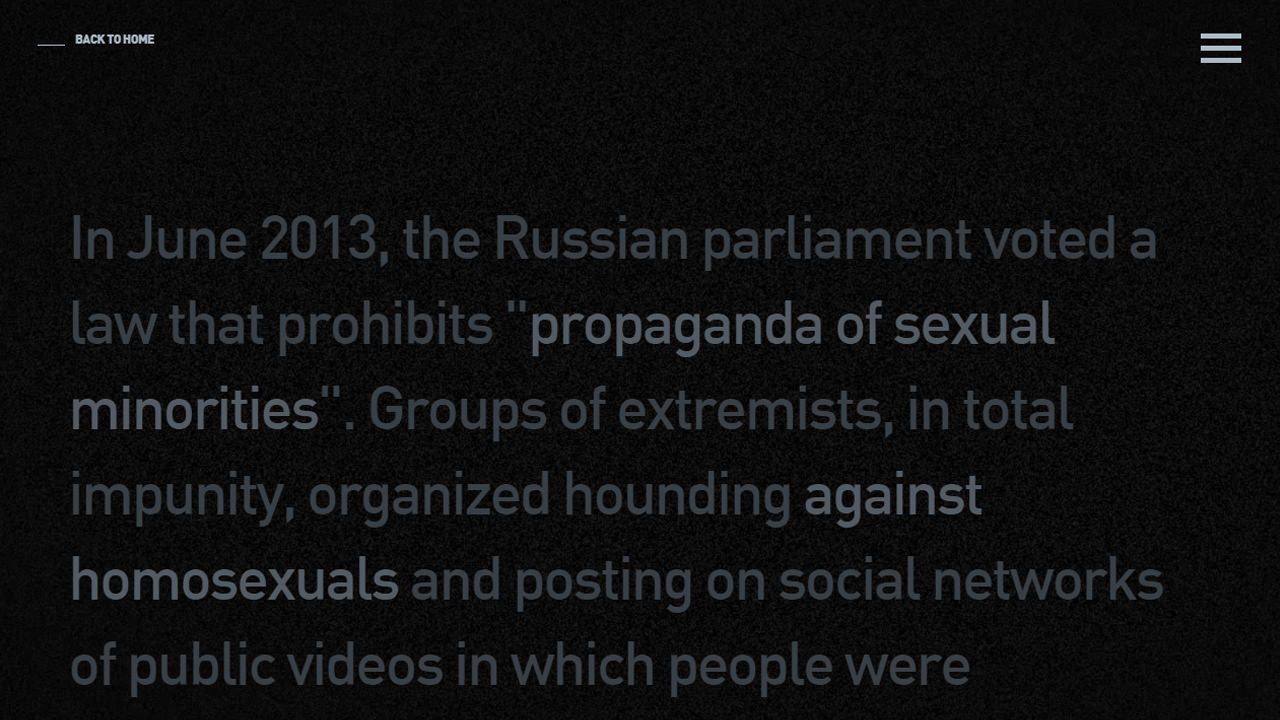 BACK TO HOME
In June 2013, the Russian parliament voted a
law that prohibits "propaganda of sexual
minorities". Groups of extremists, in total
impunity, organized hounding against
homosexuals and posting on social networks
of public videos in which people were